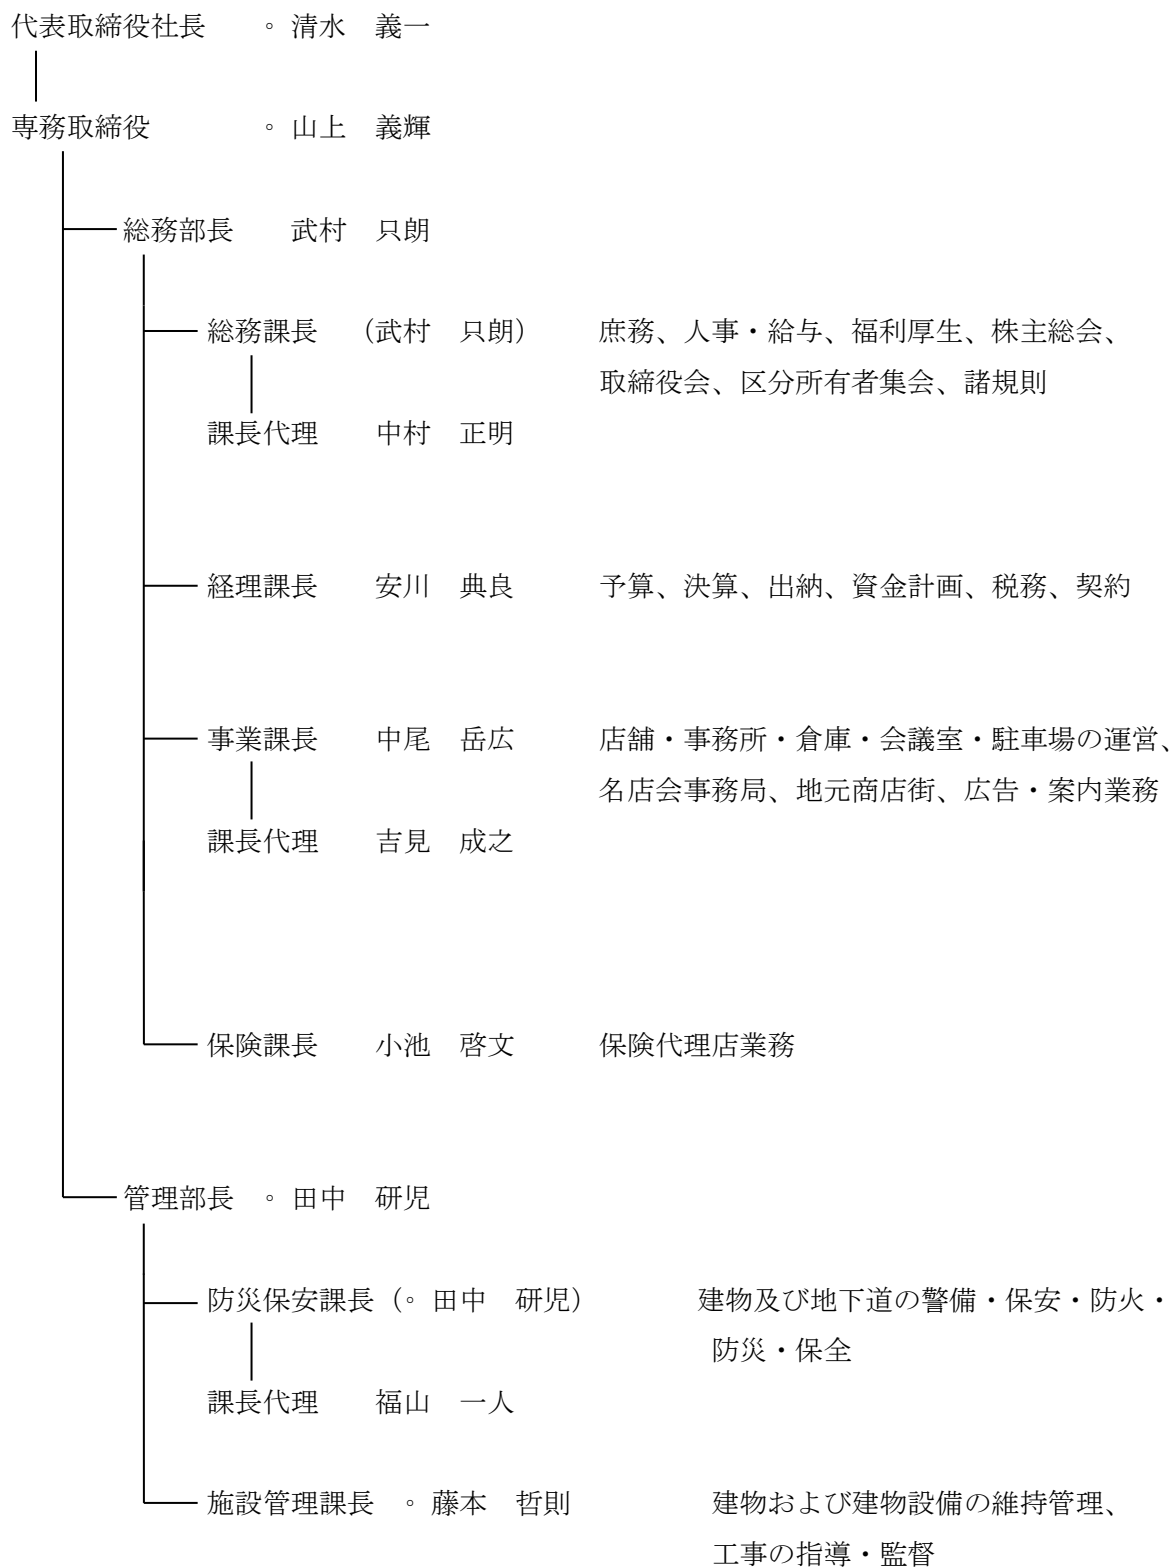 代表取締役社長　◦ 清水　義一
専務取締役　◦ 山上　義輝
総務部長　武村　只朗
総務課長　（武村　只朗）　庶務、人事・給与、福利厚生、株主総会、
取締役会、区分所有者集会、諸規則
課長代理　中村　正明
経理課長　安川　典良　予算、決算、出納、資金計画、税務、契約
事業課長　中尾　岳広　店舗・事務所・倉庫・会議室・駐車場の運営、
名店会事務局、地元商店街、広告・案内業務
課長代理　吉見　成之
保険課長　小池　啓文　保険代理店業務
管理部長　◦ 田中　研児
防災保安課長（◦ 田中　研児）　建物及び地下道の警備・保安・防火・
防災・保全
課長代理　福山　一人
施設管理課長　◦ 藤本　哲則　建物および建物設備の維持管理、
工事の指導・監督